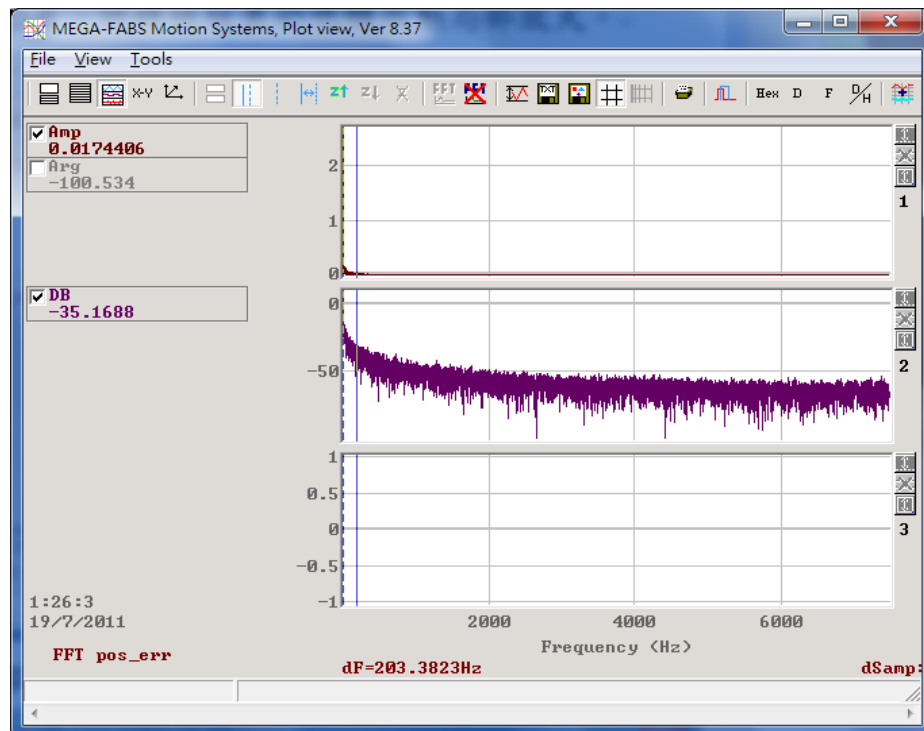 MEGA-FABS Motion Systems, Plot view, Ver 8.37
File View Tools
X-Y Z↑ Z↓ FFT TXT Hex D F D/H
Amp
0.0174406
Arg
-100.534
2
1
0
1
DB
-35.1688
0
-50
2
1
0.5
0
-0.5
-1
3
1:26:3
19/7/2011
2000 4000 6000
Frequency (Hz)
FFT pos_err
dF=203.3823Hz
dSamp: